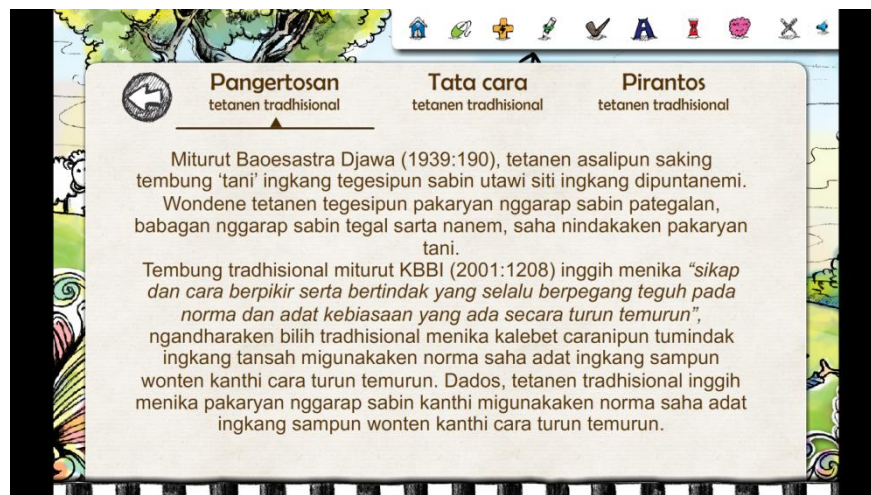 Pangertosan
tetanen tradhisional
Tata cara
tetanen tradhisional
Pirantos
tetanen tradhisional
Miturut Baoesastra Djawa (1939:190), tetanen asalipun saking
tembung ‘tani’ ingkang tegesipun sabin utawi siti ingkang dipuntanemi.
Wondene tetanen tegesipun pakaryan nggarap sabin pategalan,
babagan nggarap sabin tegal sarta nanem, saha nindakaken pakaryan
tani.
Tembung tradhisional miturut KBBI (2001:1208) inggih menika “sikap
dan cara berpikir serta bertindak yang selalu berpegang teguh pada
norma dan adat kebiasaan yang ada secara turun temurun”,
ngandharaken bilih tradhisional menika kalebet caranipun tumindak
ingkang tansah migunakaken norma saha adat ingkang sampun
wonten kanthi cara turun temurun. Dados, tetanen tradhisional inggih
menika pakaryan nggarap sabin kanthi migunakaken norma saha adat
ingkang sampun wonten kanthi cara turun temurun.